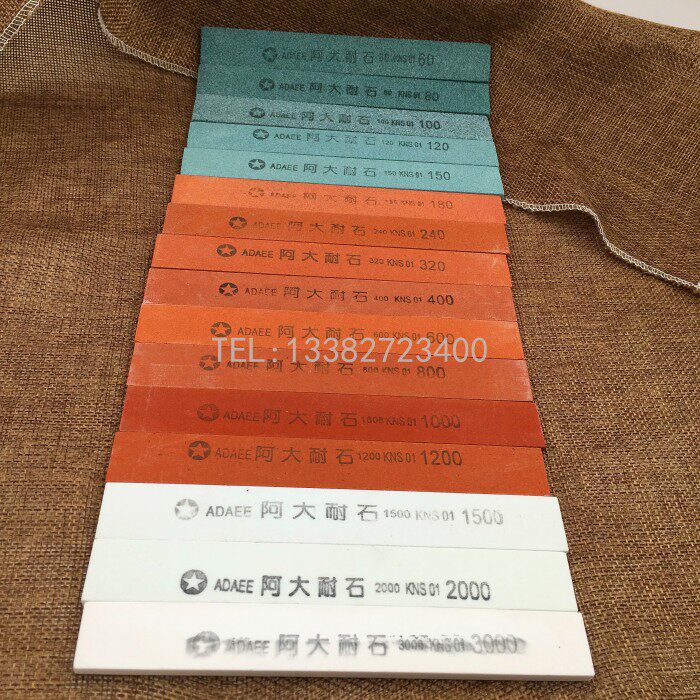 ADAEE 阿大耐石 60 KNS 01 60
ADAEE 阿大耐石 80 KNS 01 80
ADAEE 阿大耐石 100 KNS 01 100
ADAEE 阿大耐石 120 KNS 01 120
ADAEE 阿大耐石 150 KNS 01 150
ADAEE 阿大耐石 180 KNS 01 180
ADAEE 阿大耐石 240 KNS 01 240
ADAEE 阿大耐石 320 KNS 01 320
ADAEE 阿大耐石 400 KNS 01 400
ADAEE 阿大耐石 600 KNS 01 600
TEL：13382723400
ADAEE 阿大耐石 800 KNS 01 800
ADAEE 阿大耐石 1000 KNS 01 1000
ADAEE 阿大耐石 1200 KNS 01 1200
ADAEE 阿大耐石 1500 KNS 01 1500
ADAEE 阿大耐石 2000 KNS 01 2000
ADAEE 阿大耐石 3000 KNS 01 3000